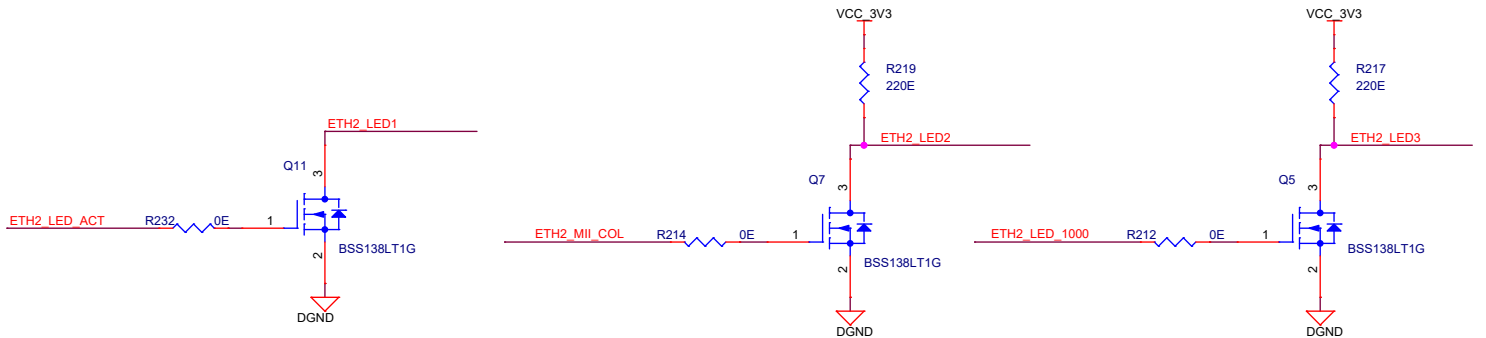 VCC_3V3
R219
220E
ETH2_LED2
Q7
3
ETH2_MII_COL
R214
0E
1
BSS138LT1G
2
DGND
VCC_3V3
R217
220E
ETH2_LED3
Q5
3
ETH2_LED_1000
R212
0E
1
BSS138LT1G
2
DGND
ETH2_LED1
Q11
3
ETH2_LED_ACT
R232
0E
1
BSS138LT1G
2
DGND